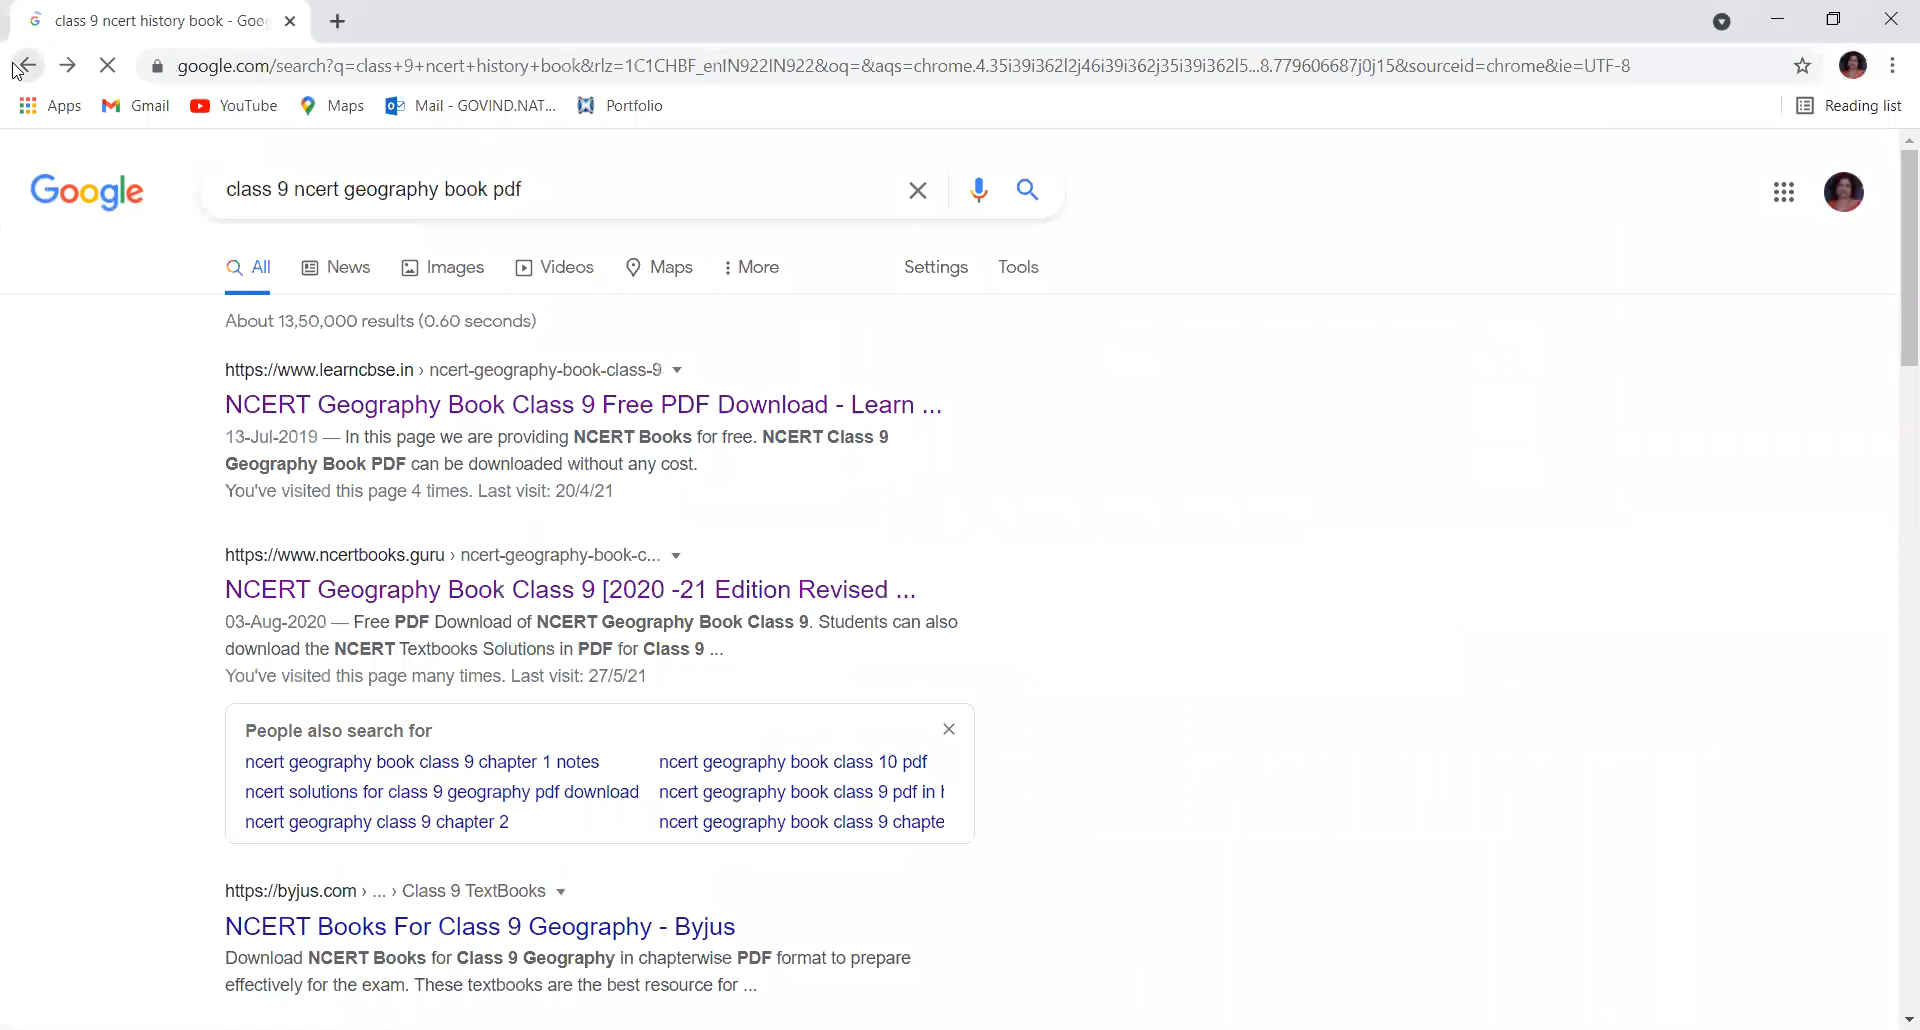 class 9 ncert history book - Goo
google.com/search?q=class+9+ncert+history+book&rlz=1C1CHBF_enIN922IN922&oq=&aqs=chrome.4.35i39i362l2j46i39i362j35i39i362l5...8.779606687j0j15&sourceid=chrome&ie=UTF-8
Apps Gmail YouTube Maps Mail - GOVIND.NAT... Portfolio Reading list
Google class 9 ncert geography book pdf
All News Images Videos Maps More Settings Tools
About 13,50,000 results (0.60 seconds)
https://www.learncbse.in › ncert-geography-book-class-9
NCERT Geography Book Class 9 Free PDF Download - Learn ...
13-Jul-2019 — In this page we are providing NCERT Books for free. NCERT Class 9
Geography Book PDF can be downloaded without any cost.
You've visited this page 4 times. Last visit: 20/4/21
https://www.ncertbooks.guru › ncert-geography-book-c...
NCERT Geography Book Class 9 [2020 -21 Edition Revised ...
03-Aug-2020 — Free PDF Download of NCERT Geography Book Class 9. Students can also
download the NCERT Textbooks Solutions in PDF for Class 9 ...
You've visited this page many times. Last visit: 27/5/21
People also search for
ncert geography book class 9 chapter 1 notes ncert geography book class 10 pdf
ncert solutions for class 9 geography pdf download ncert geography book class 9 pdf in
ncert geography class 9 chapter 2 ncert geography book class 9 chapte
https://byjus.com › ... › Class 9 TextBooks
NCERT Books For Class 9 Geography - Byjus
Download NCERT Books for Class 9 Geography in chapterwise PDF format to prepare
effectively for the exam. These textbooks are the best resource for ...